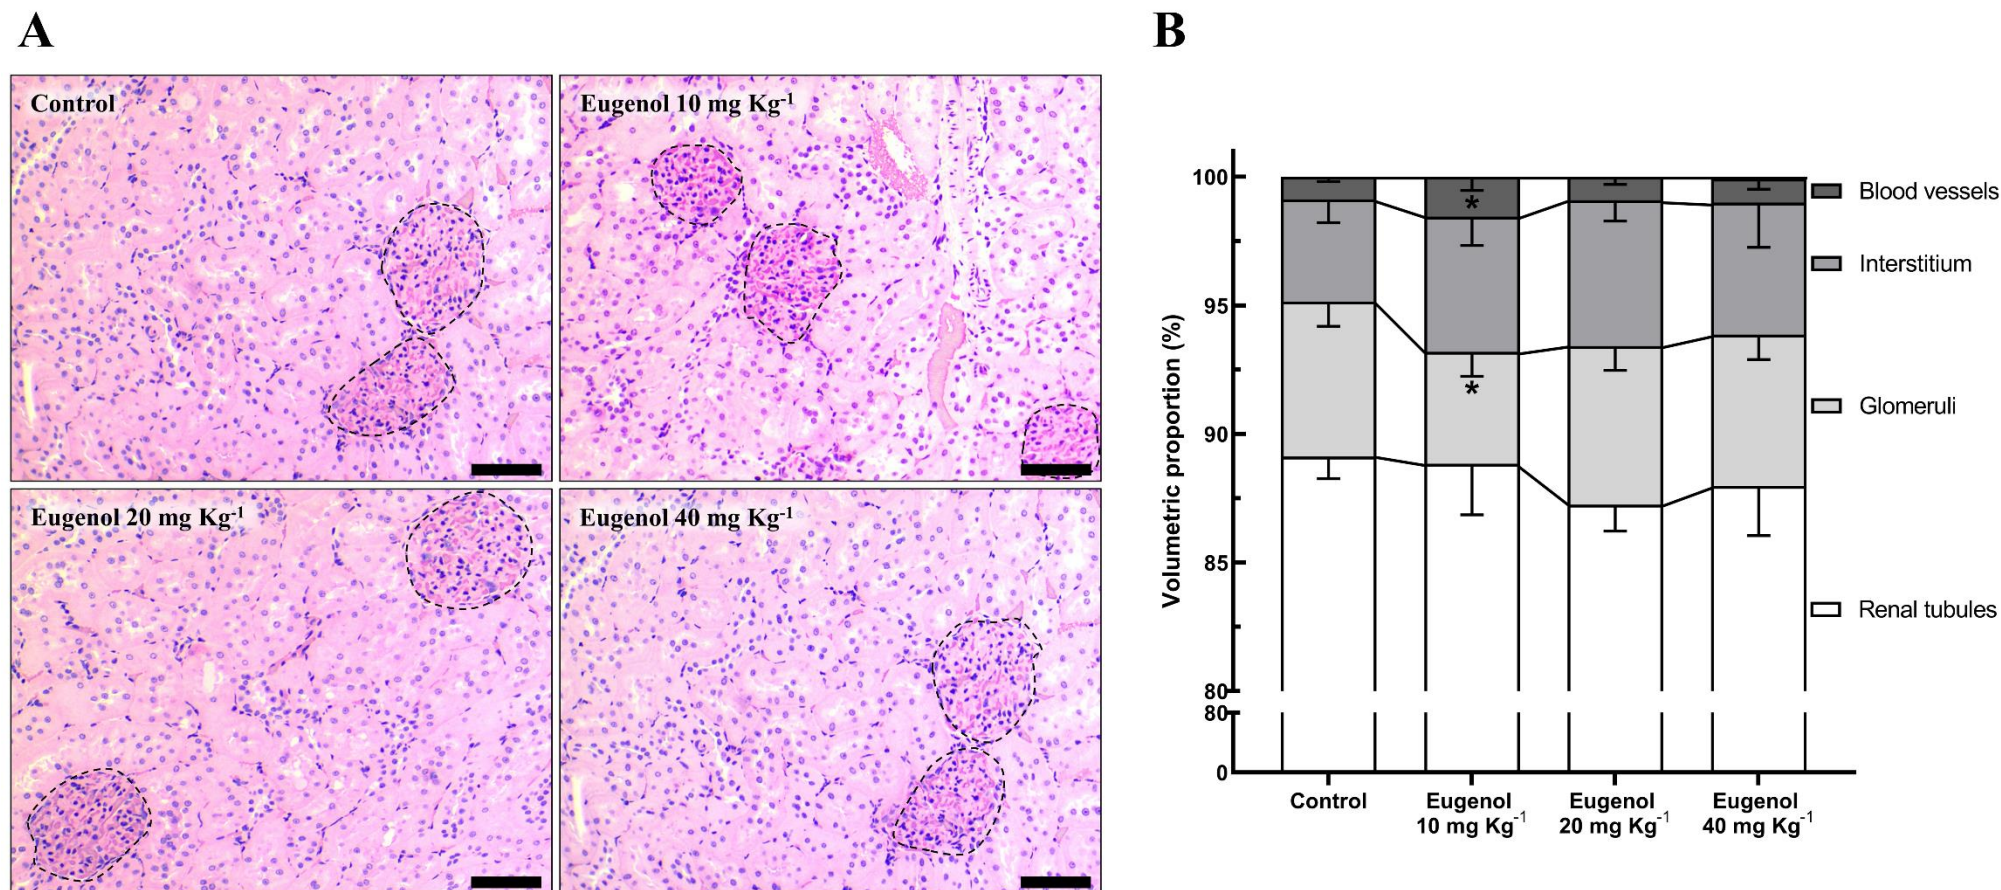 A
Control
Eugenol 10 mg Kg⁻¹
Eugenol 20 mg Kg⁻¹
Eugenol 40 mg Kg⁻¹
B
Volumetric proportion (%)
100
95
90
85
80
80
0
*
*
Control
Eugenol
10 mg Kg⁻¹
Eugenol
20 mg Kg⁻¹
Eugenol
40 mg Kg⁻¹
Blood vessels
Interstitium
Glomeruli
Renal tubules